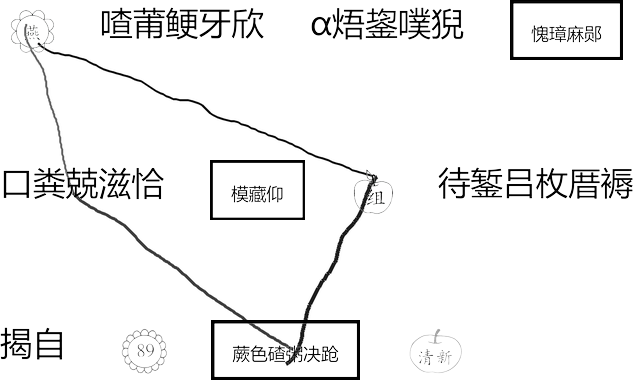 燕
喳莆鲠牙欣
α焐鋆噗猊
愧璋麻郧
口粪兢滋恰
模藏仰
组
待錾吕枚厝褥
揭自
89
蕨色碴粥决跄
清新